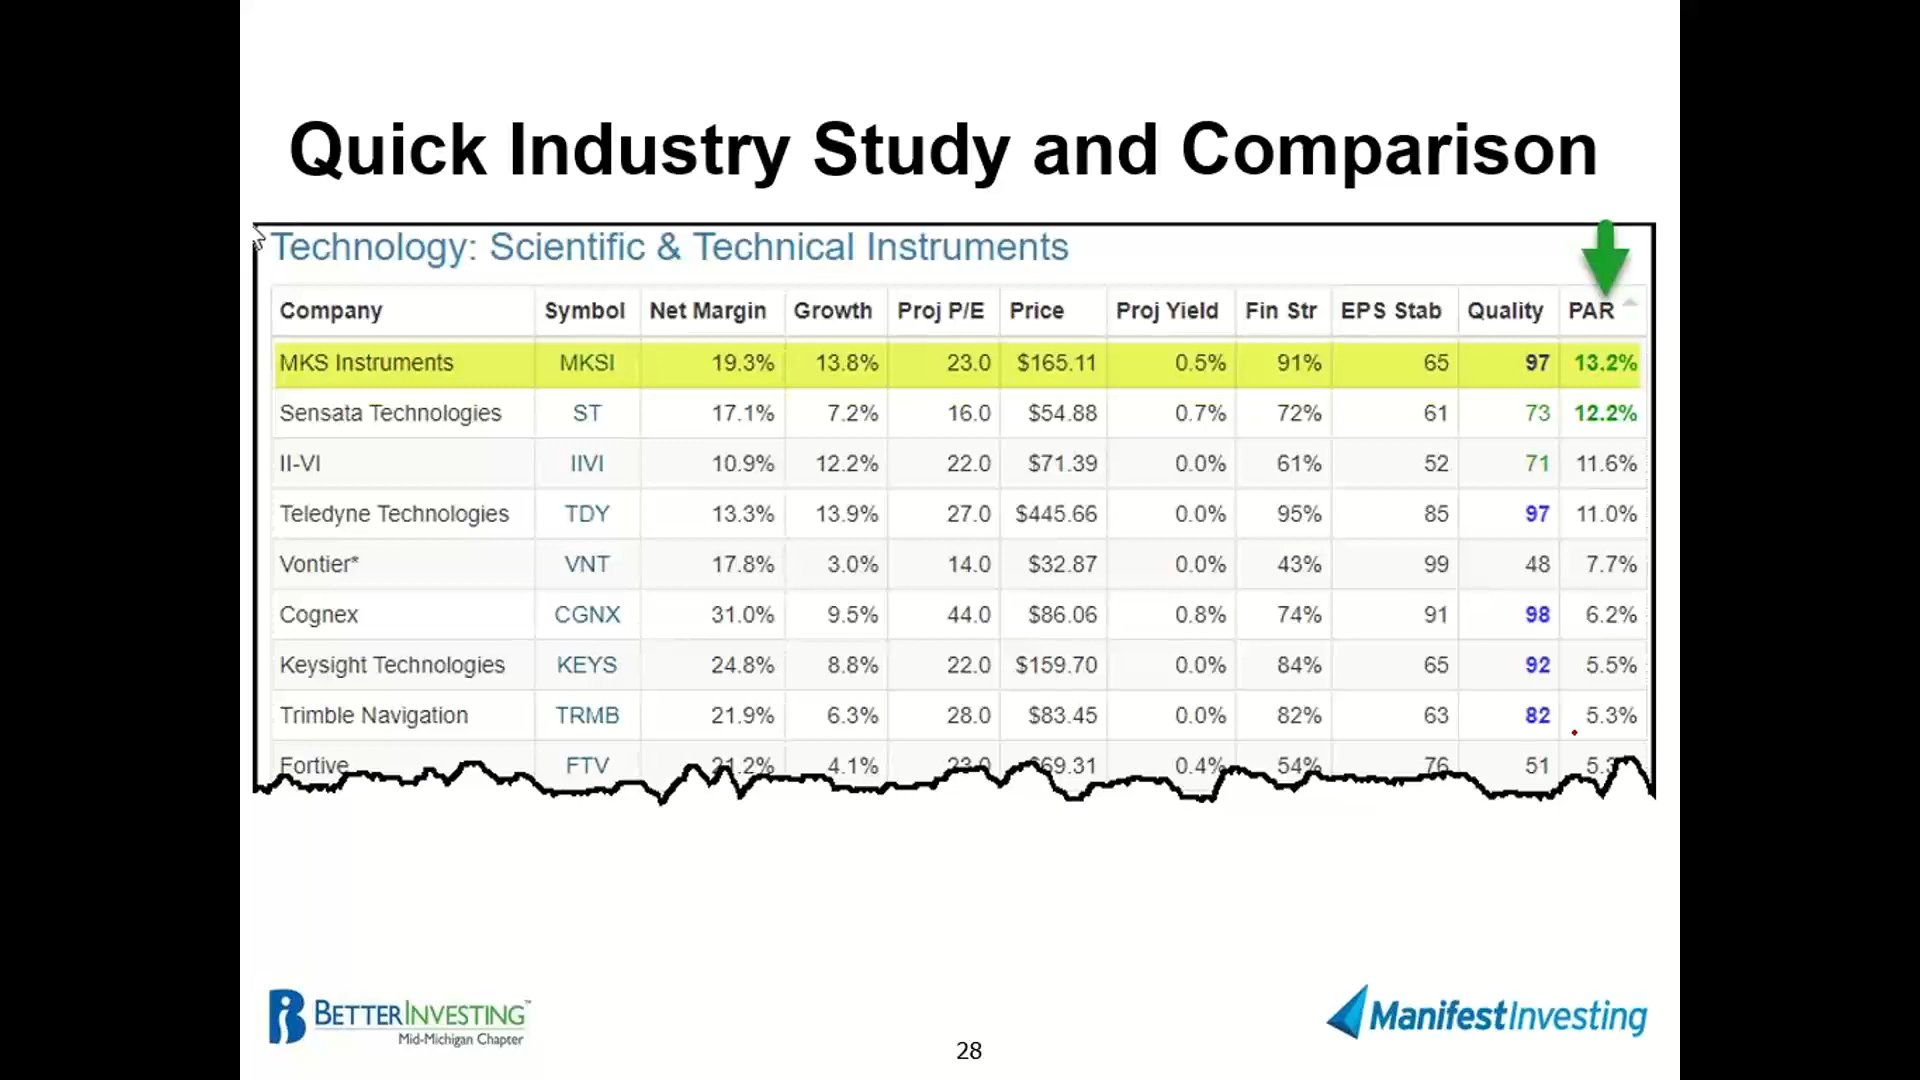 Quick Industry Study and Comparison
Technology: Scientific & Technical Instruments
Company Symbol Net Margin Growth Proj P/E Price Proj Yield Fin Str EPS Stab Quality PAR
MKS Instruments MKSI 19.3% 13.8% 23.0 $165.11 0.5% 91% 65 97 13.2%
Sensata Technologies ST 17.1% 7.2% 16.0 $54.88 0.7% 72% 61 73 12.2%
II-VI IIVI 10.9% 12.2% 22.0 $71.39 0.0% 61% 52 71 11.6%
Teledyne Technologies TDY 13.3% 13.9% 27.0 $445.66 0.0% 95% 85 97 11.0%
Vontier* VNT 17.8% 3.0% 14.0 $32.87 0.0% 43% 99 48 7.7%
Cognex CGNX 31.0% 9.5% 44.0 $86.06 0.8% 74% 91 98 6.2%
Keysight Technologies KEYS 24.8% 8.8% 22.0 $159.70 0.0% 84% 65 92 5.5%
Trimble Navigation TRMB 21.9% 6.3% 28.0 $83.45 0.0% 82% 63 82 5.3%
Fortive FTV 21.2% 4.1% 23.0 $69.31 0.4% 54% 76 51
BETTERINVESTING™
Mid-Michigan Chapter
ManifestInvesting
28